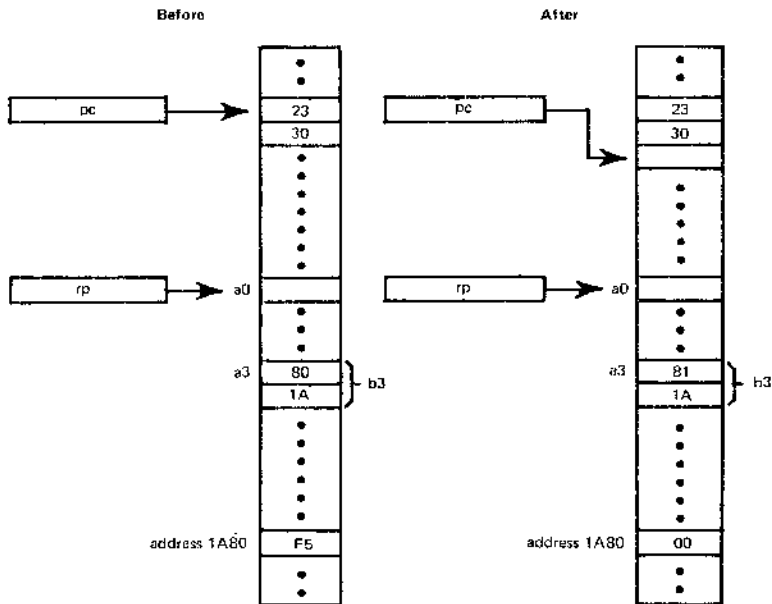 Before After
pc 23 pc 23
30 30
rp a0 rp a0
a3 80 b3 a3 81 b3
1A 1A
address 1A80 F5 address 1A80 00